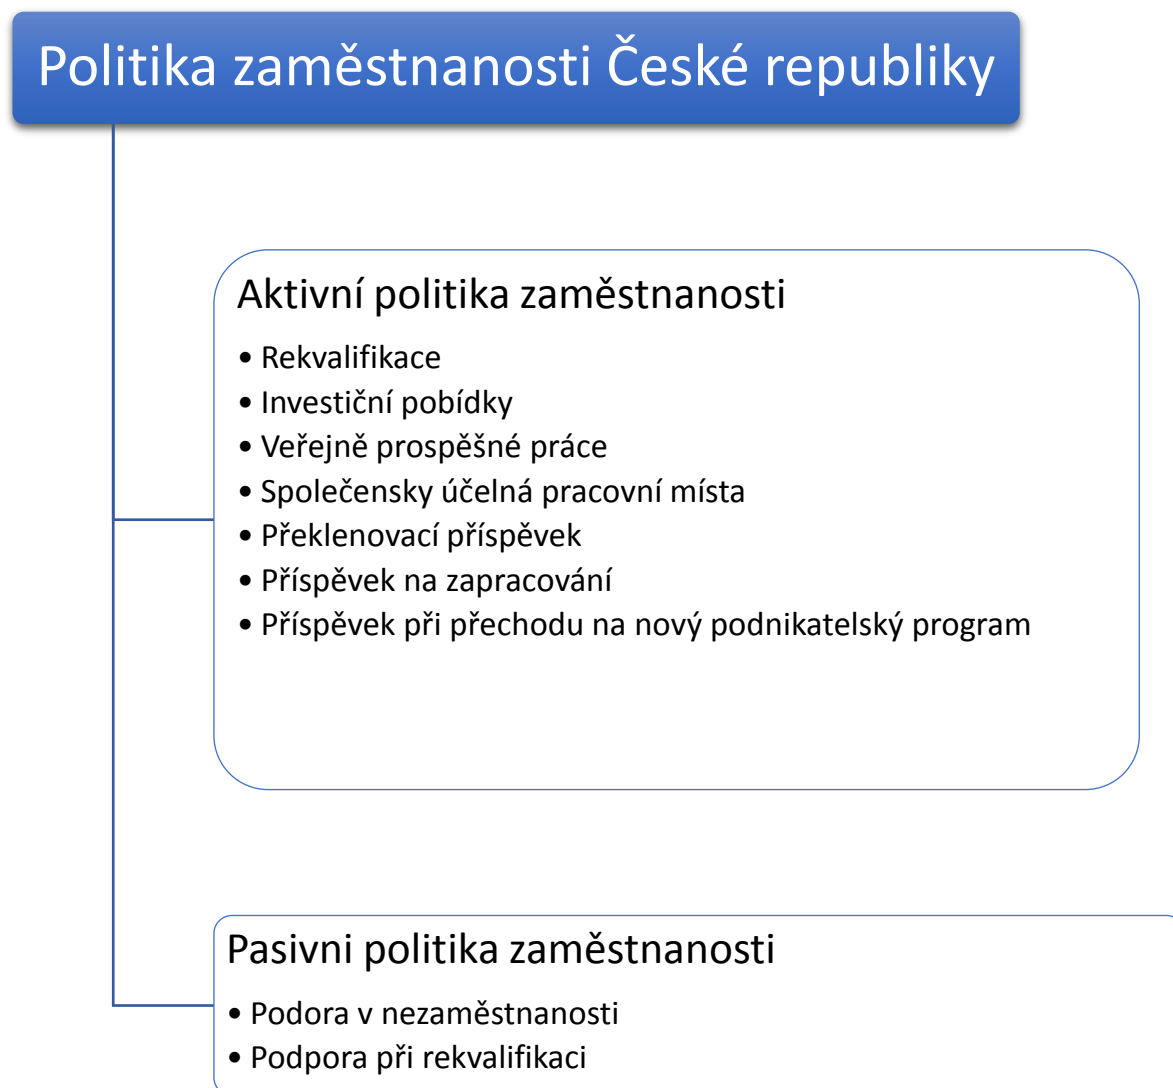 Politika zaměstnanosti České republiky
Aktivní politika zaměstnanosti
• Rekvalifikace
• Investiční pobídky
• Veřejně prospěšné práce
• Společensky účelná pracovní místa
• Překlenovací příspěvek
• Příspěvek na zapracování
• Příspěvek při přechodu na nový podnikatelský program
Pasivni politika zaměstnanosti
• Podora v nezaměstnanosti
• Podpora při rekvalifikaci